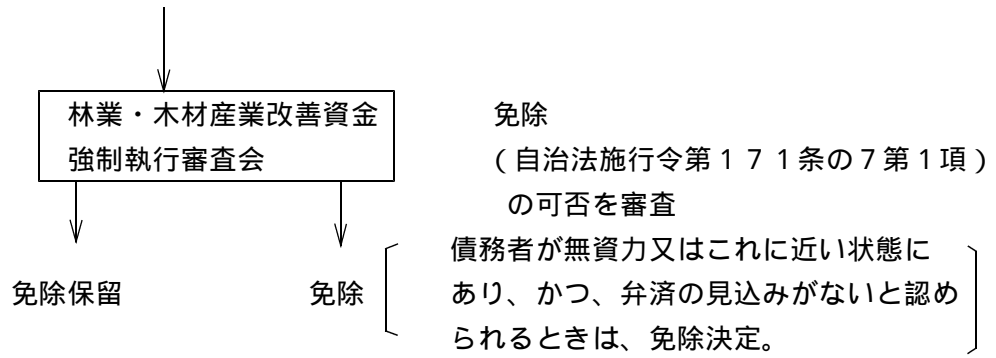 林業・木材産業改善資金
強制執行審査会
免除
(自治法施行令第１７１条の７第１項)
の可否を審査
免除保留
免除
債務者が無資力又はこれに近い状態に
あり、かつ、弁済の見込みがないと認め
られるときは、免除決定。